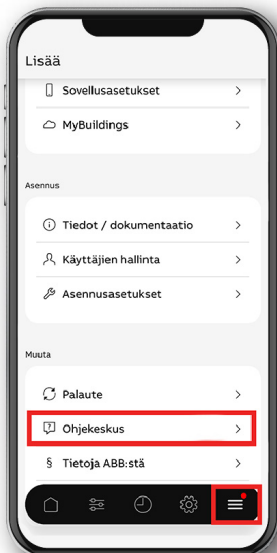 Lisää
Sovellusasetukset
MyBuildings
Asennus
Tiedot / dokumentaatio
Käyttäjien hallinta
Asennusasetukset
Muuta
Palaute
Ohjekeskus
§ Tietoja ABB:stä